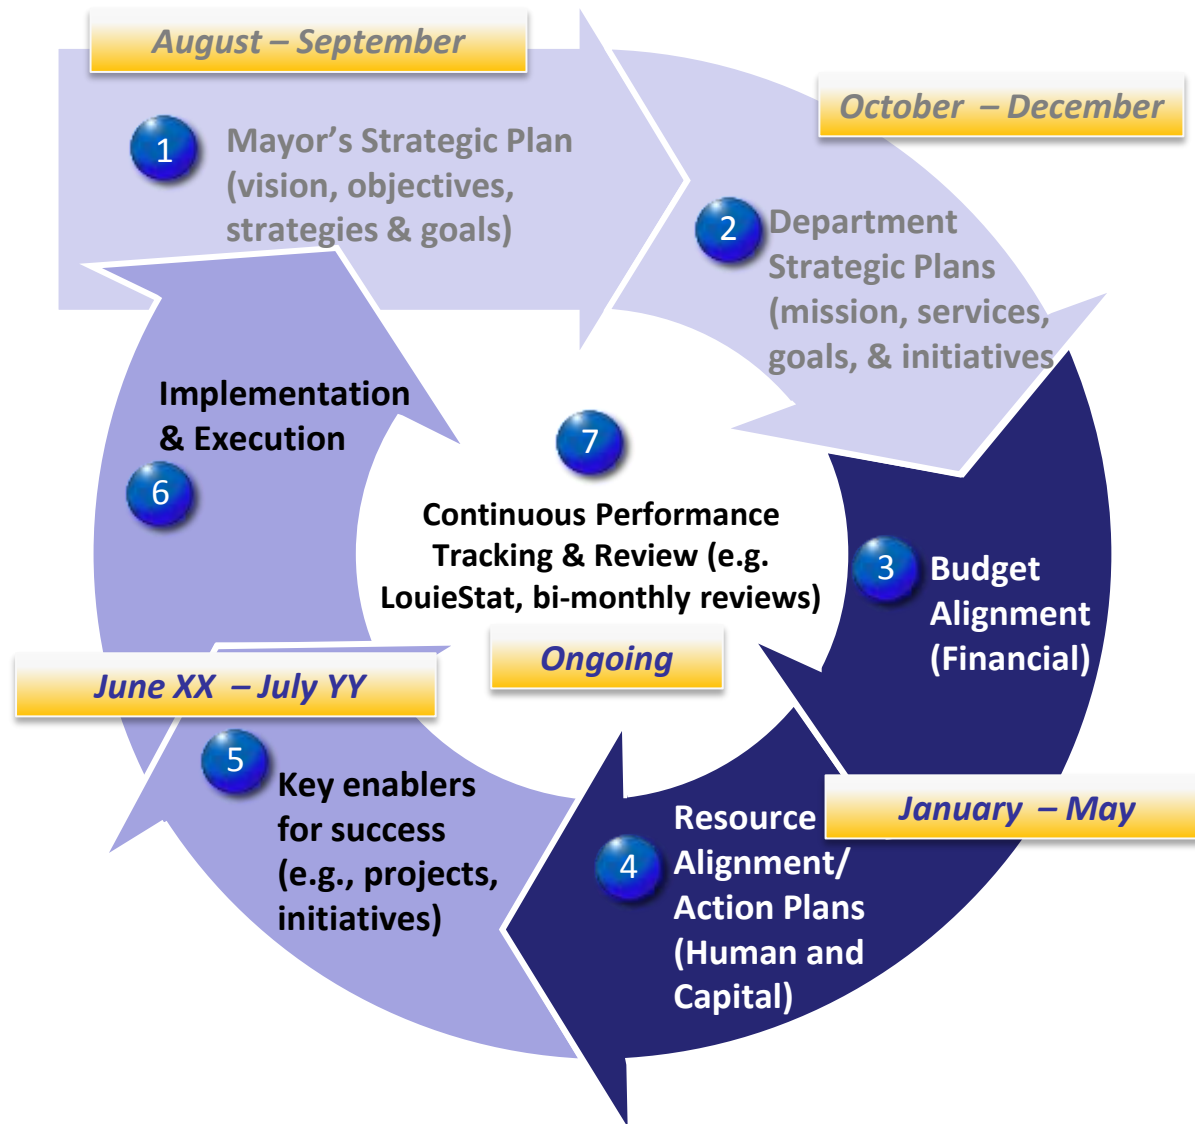 August – September
1
Mayor’s Strategic Plan
(vision, objectives,
strategies & goals)
October – December
2
Department
Strategic Plans
(mission, services,
goals, & initiatives
3
Budget
Alignment
(Financial)
January – May
4
Resource
Alignment/
Action Plans
(Human and
Capital)
5
Key enablers
for success
(e.g., projects,
initiatives)
June XX – July YY
6
Implementation
& Execution
7
Continuous Performance
Tracking & Review (e.g.
LouieStat, bi-monthly reviews)
Ongoing